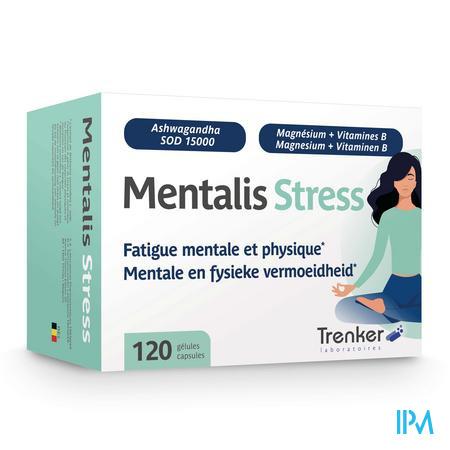 Ashwagandha
SOD 15000
Magnésium + Vitamines B
Magnesium + Vitaminen B
Mentalis Stress
Fatigue mentale et physique*
Mentale en fysieke vermoeidheid*
120 gélules
capsules
Trenker
laboratoires
Mentalis Stress
IPM